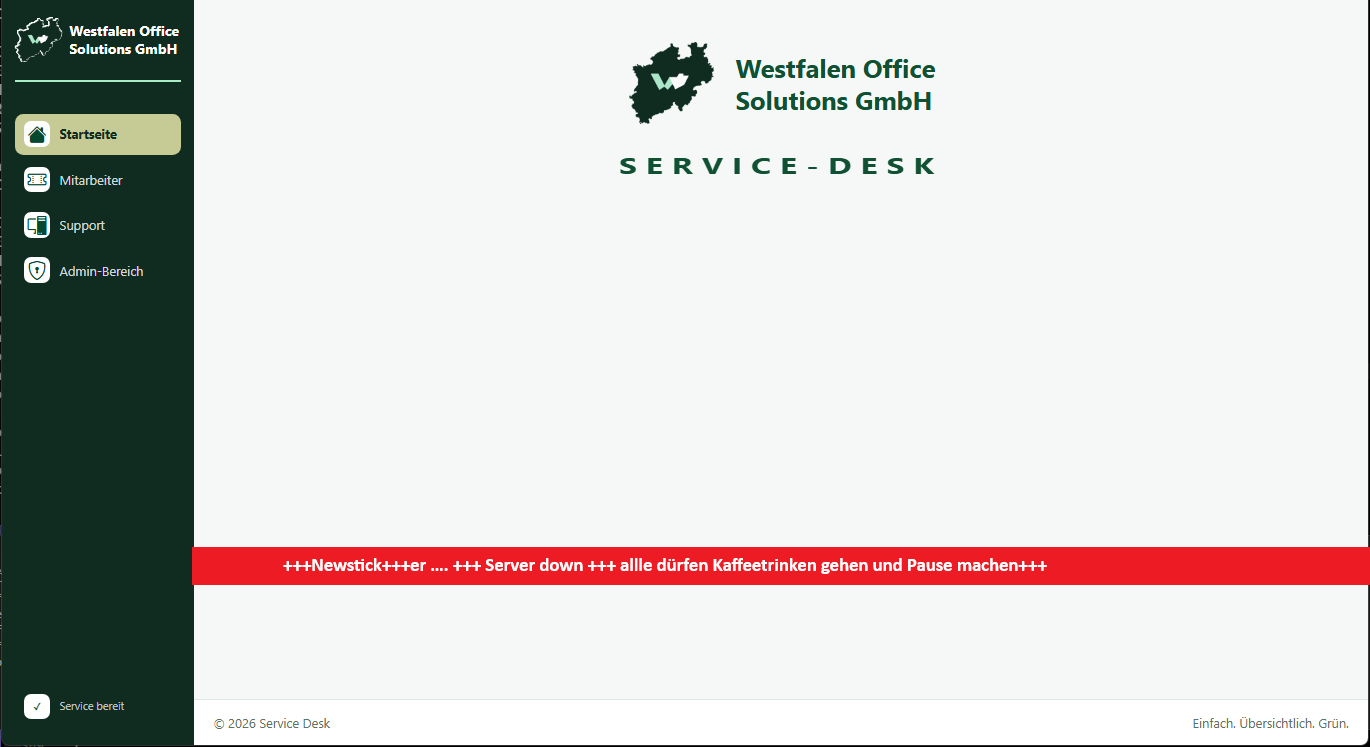 Westfalen Office
Solutions GmbH
Startseite
Mitarbeiter
Support
Admin-Bereich
Service bereit
Westfalen Office
Solutions GmbH
SERVICE-DESK
+++Newstick+++er .... +++ Server down +++ allle dürfen Kaffeetrinken gehen und Pause machen+++
© 2026 Service Desk
Einfach. Übersichtlich. Grün.